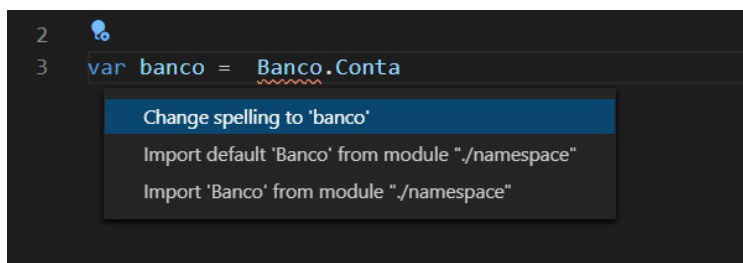 2
3 var banco =  Banco.Conta
Change spelling to 'banco'
Import default 'Banco' from module "./namespace"
Import 'Banco' from module "./namespace"